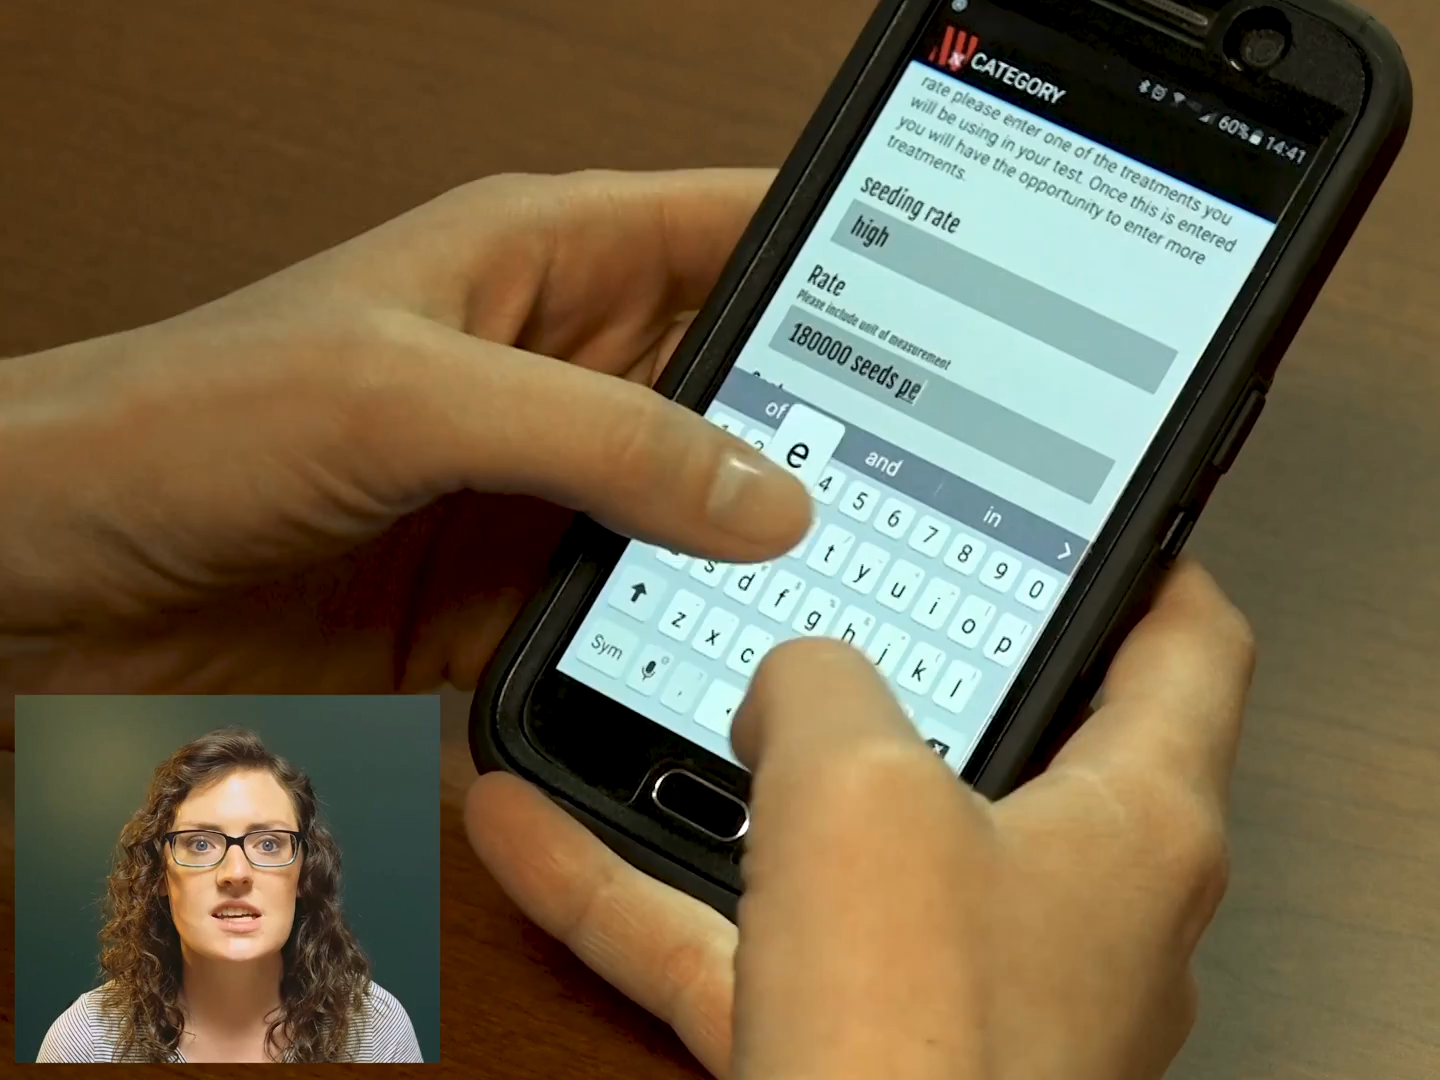 CATEGORY
60% 14:41
rate please enter one of the treatments you
will be using in your test. Once this is entered
you will have the opportunity to enter more
treatments.
seeding rate
high
Rate
Please include unit of measurement
180000 seeds pe
of and in
e
4 5 6 7 8 9 0
t y u i o p
s d f g h j k l
z x c
Sym